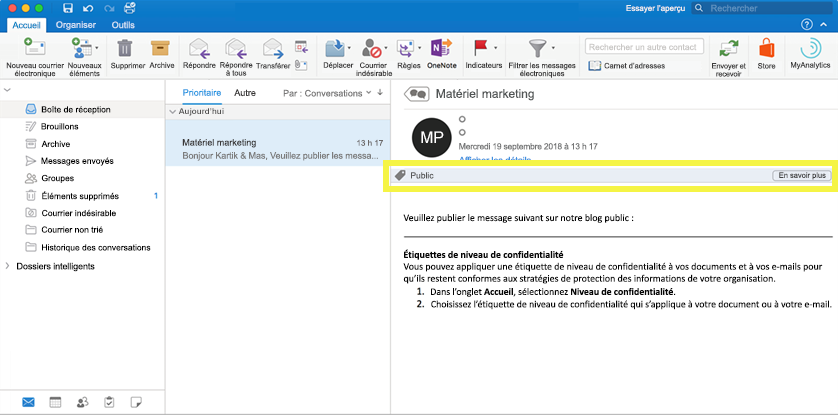 Essayer l'aperçu
Rechercher
Accueil Organiser Outils
Nouveau courrier électronique
Nouveaux éléments
Supprimer
Archive
Répondre
Répondre à tous
Transférer
Déplacer
Courrier indésirable
Règles
OneNote
Indicateurs
Filtrer les messages électroniques
Rechercher un autre contact
Carnet d'adresses
Envoyer et recevoir
Store
MyAnalytics
Boîte de réception
Brouillons
Archive
Messages envoyés
Groupes
Éléments supprimés 1
Courrier indésirable
Courrier non trié
Historique des conversations
Dossiers intelligents
Prioritaire Autre Par : Conversations
Aujourd'hui
Matériel marketing 13 h 17
Bonjour Kartik & Mas, Veuillez publier les messa...
Matériel marketing
MP
Mercredi 19 septembre 2018 à 13 h 17
Afficher les détails
Public En savoir plus
Veuillez publier le message suivant sur notre blog public :
Étiquettes de niveau de confidentialité
Vous pouvez appliquer une étiquette de niveau de confidentialité à vos documents et à vos e-mails pour
qu'ils restent conformes aux stratégies de protection des informations de votre organisation.
1. Dans l'onglet Accueil, sélectionnez Niveau de confidentialité.
2. Choisissez l'étiquette de niveau de confidentialité qui s'applique à votre document ou à votre e-mail.